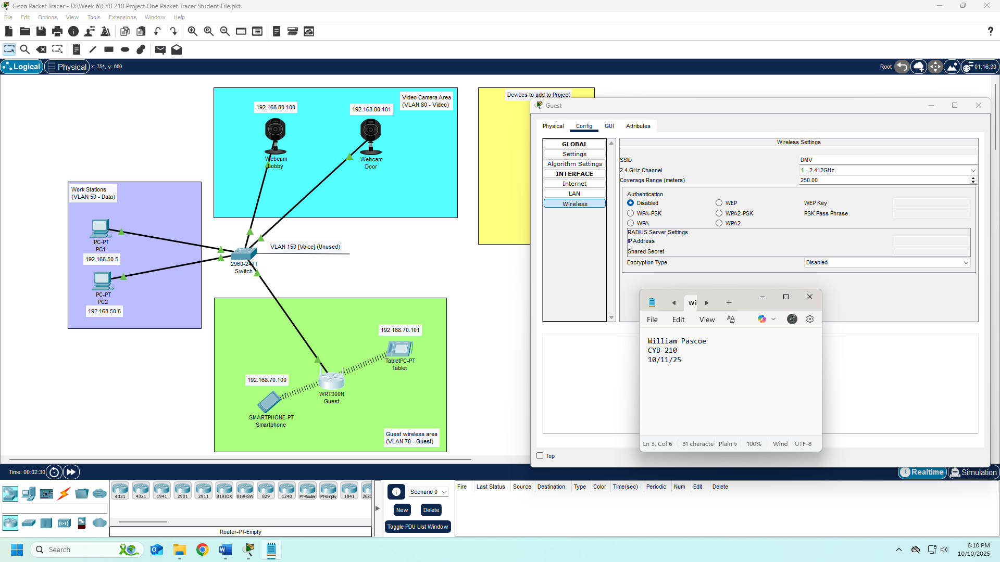 Cisco Packet Tracer - D:\Week 6\CYB 210 Project One Packet Tracer Student File.pkt
File Edit Options View Tools Extensions Window Help
Logical Physical x: 754, y: 650
Root 01:16:30
Video Camera Area
(VLAN 80 - Video)
192.168.80.100
192.168.80.101
Webcam
Lobby
Webcam
Door
Devices to add to Project
Work Stations
(VLAN 50 - Data)
PC-PT
PC1
192.168.50.5
PC-PT
PC2
192.168.50.6
VLAN 150 [Voice] (Unused)
2960-24TT
Switch
192.168.70.101
TabletPC-PT
Tablet
192.168.70.100
WRT300N
Guest
SMARTPHONE-PT
Smartphone
Guest wireless area
(VLAN 70 - Guest)
Guest
Physical Config GUI Attributes
GLOBAL
Settings
Algorithm Settings
INTERFACE
Internet
LAN
Wireless
Wireless Settings
SSID DMV
2.4 GHz Channel 1 - 2.412GHz
Coverage Range (meters) 250.00
Authentication
Disabled WEP WEP Key
WPA-PSK WPA2-PSK PSK Pass Phrase
WPA WPA2
RADIUS Server Settings
IP Address
Shared Secret
Encryption Type Disabled
Top
Wi
File Edit View
William Pascoe
CYB-210
10/11/25
Ln 3, Col 6 31 characte Plain t 100% Wind UTF-8
Time: 00:02:30
Realtime Simulation
4331 4321 1941 2901 2911 819IOX 819HGW 829 1240 PT-Router PT-Empty 1841 2620
Router-PT-Empty
Scenario 0
New Delete
Toggle PDU List Window
Fire Last Status Source Destination Type Color Time(sec) Periodic Num Edit Delete
Search
6:10 PM
10/10/2025